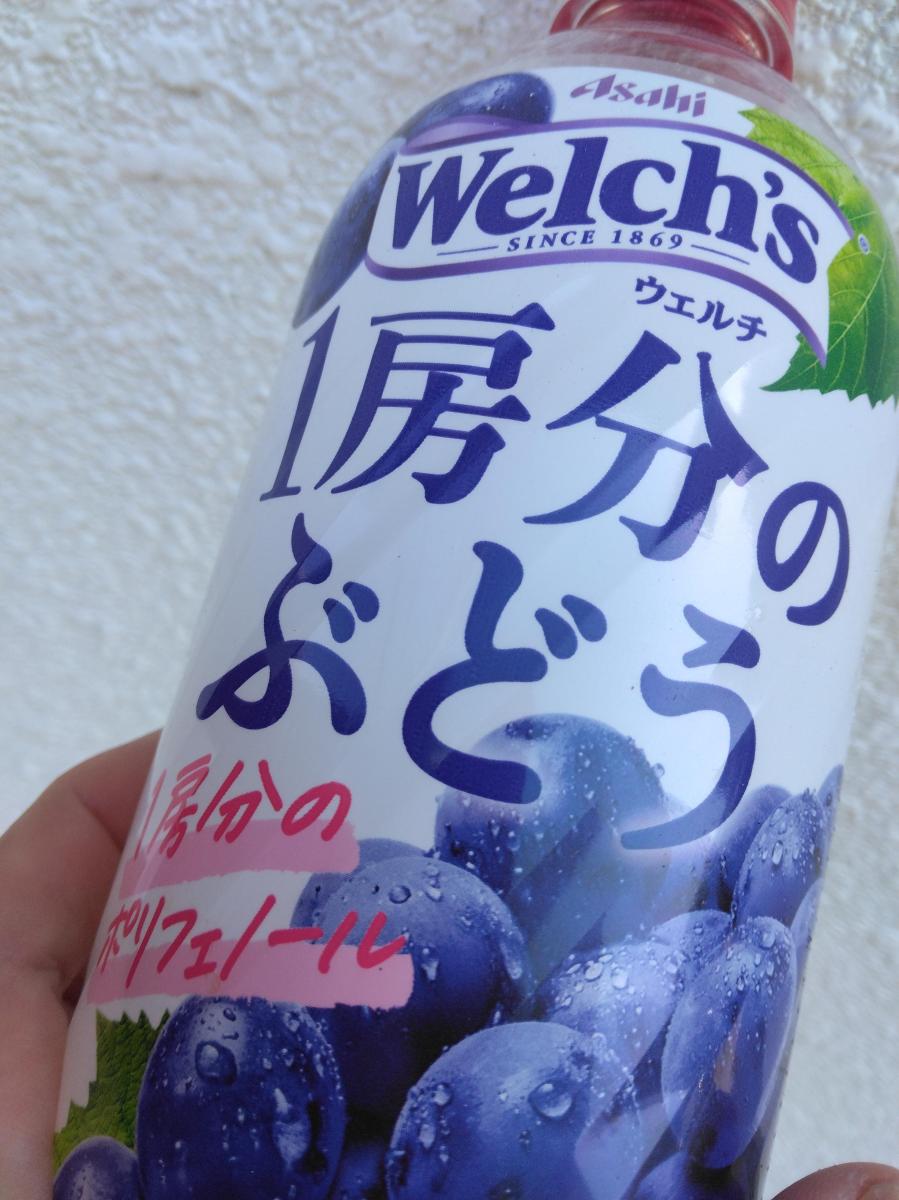 Asahi
Welch's
SINCE 1869
®
ウェルチ
1房分の
ぶどう
1房分の
ポリフェノール